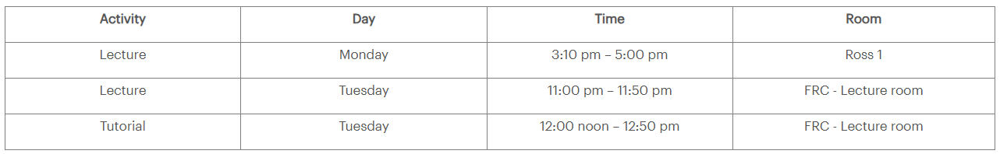 Activity Day Time Room
Lecture Monday 3:10 pm – 5:00 pm Ross 1
Lecture Tuesday 11:00 pm – 11:50 pm FRC - Lecture room
Tutorial Tuesday 12:00 noon – 12:50 pm FRC - Lecture room